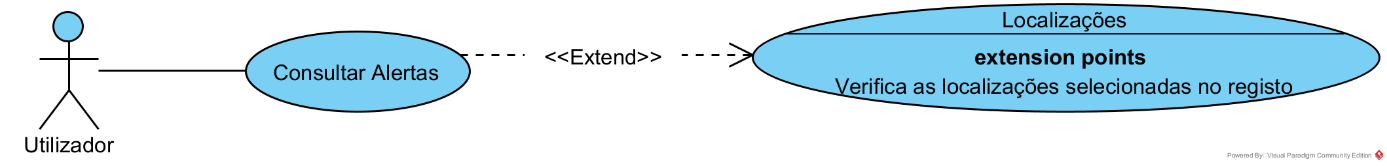 Localizações
extension points
Verifica as localizações selecionadas no registo
<<Extend>>
Consultar Alertas
Utilizador
Powered By: Visual Paradigm Community Edition